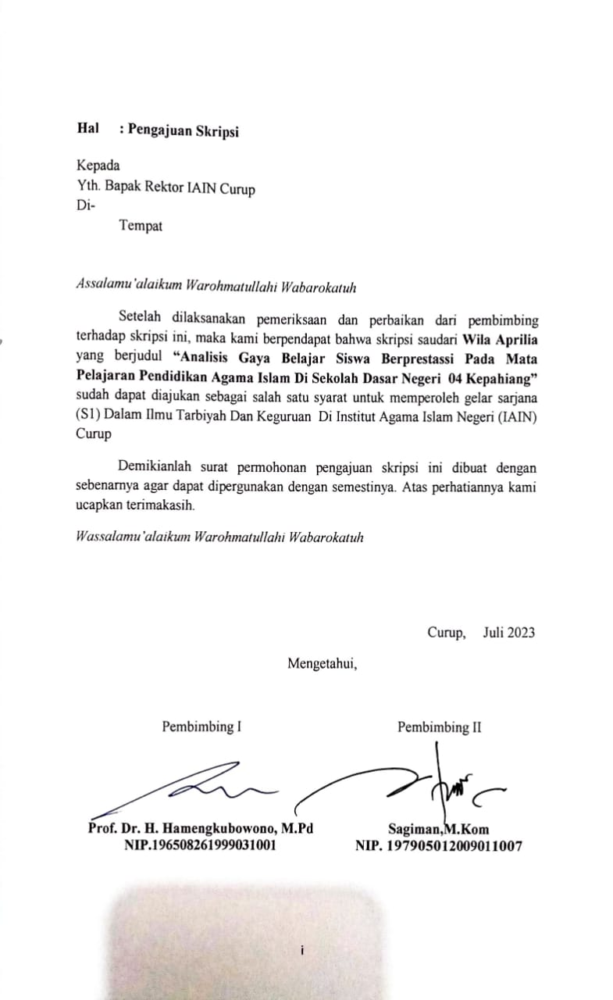 Hal : Pengajuan Skripsi
Kepada
Yth. Bapak Rektor IAIN Curup
Di-
Tempat
Assalamu’alaikum Warohmatullahi Wabarokatuh
Setelah dilaksanakan pemeriksaan dan perbaikan dari pembimbing
terhadap skripsi ini, maka kami berpendapat bahwa skripsi saudari Wila Aprilia
yang berjudul “Analisis Gaya Belajar Siswa Berprestassi Pada Mata
Pelajaran Pendidikan Agama Islam Di Sekolah Dasar Negeri 04 Kepahiang”
sudah dapat diajukan sebagai salah satu syarat untuk memperoleh gelar sarjana
(S1) Dalam Ilmu Tarbiyah Dan Keguruan Di Institut Agama Islam Negeri (IAIN)
Curup
Demikianlah surat permohonan pengajuan skripsi ini dibuat dengan
sebenarnya agar dapat dipergunakan dengan semestinya. Atas perhatiannya kami
ucapkan terimakasih.
Wassalamu’alaikum Warohmatullahi Wabarokatuh
Curup, Juli 2023
Mengetahui,
Pembimbing I Pembimbing II
Prof. Dr. H. Hamengkubowono, M.Pd Sagiman,M.Kom
NIP.196508261999031001 NIP. 197905012009011007
i